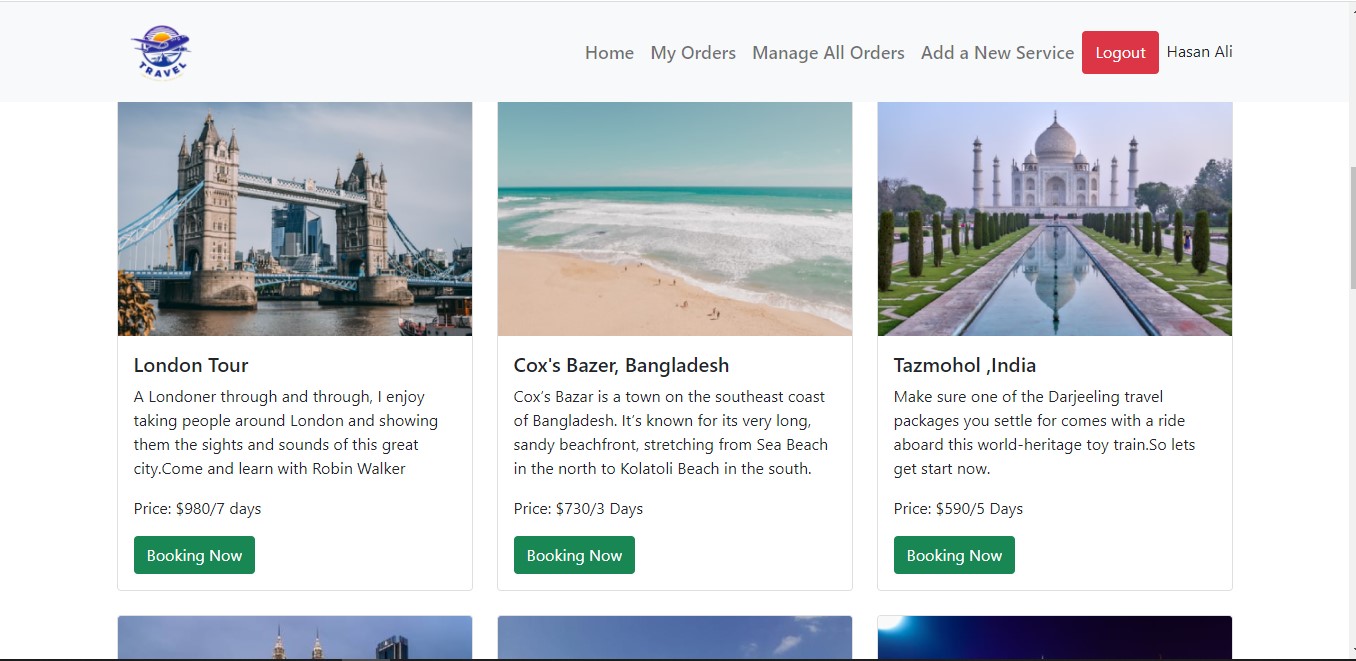 TRAVEL
Home My Orders Manage All Orders Add a New Service Logout Hasan Ali
London Tour
A Londoner through and through, I enjoy
taking people around London and showing
them the sights and sounds of this great
city.Come and learn with Robin Walker
Price: $980/7 days
Booking Now
Cox's Bazer, Bangladesh
Cox’s Bazar is a town on the southeast coast
of Bangladesh. It’s known for its very long,
sandy beachfront, stretching from Sea Beach
in the north to Kolatoli Beach in the south.
Price: $730/3 Days
Booking Now
Tazmohol ,India
Make sure one of the Darjeeling travel
packages you settle for comes with a ride
aboard this world-heritage toy train.So lets
get start now.
Price: $590/5 Days
Booking Now